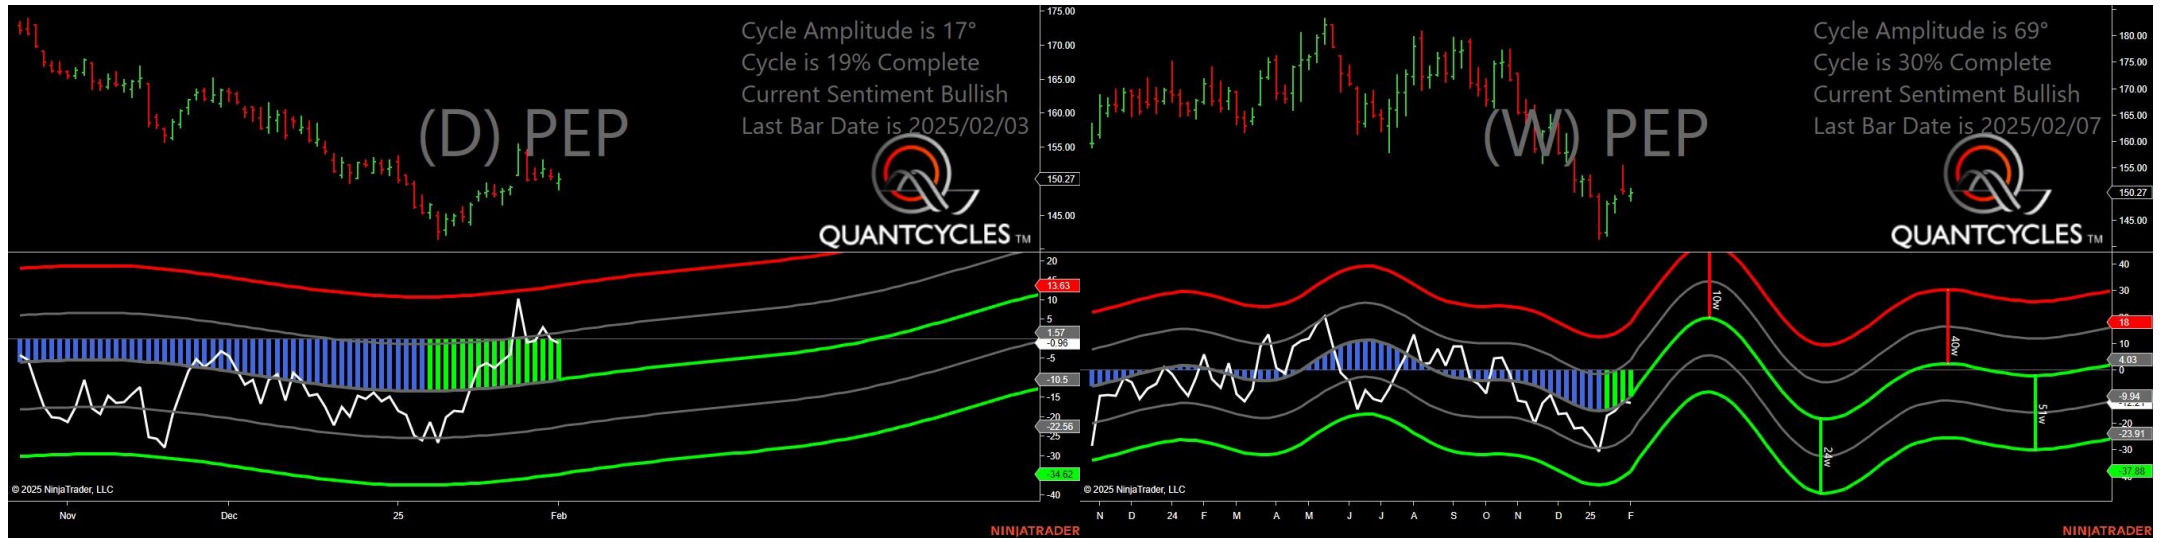 175.00
170.00
165.00
160.00
155.00
150.27
145.00
Cycle Amplitude is 17°
Cycle is 19% Complete
Current Sentiment Bullish
Last Bar Date is 2025/02/03
(D) PEP
QUANTCYCLES TM
20
13.63
10
5
1.57
-0.96
-5
-10.5
-15
-22.56
-25
-30
-34.62
-40
© 2025 NinjaTrader, LLC
Nov Dec 25 Feb
NINJATRADER
180.00
175.00
170.00
165.00
160.00
155.00
150.27
145.00
Cycle Amplitude is 69°
Cycle is 30% Complete
Current Sentiment Bullish
Last Bar Date is 2025/02/07
(W) PEP
QUANTCYCLES TM
40
30
18
10
4.03
0
-9.94
-20
-23.91
-30
-37.88
10w
24w
40w
51w
© 2025 NinjaTrader, LLC
N D 24 F M A M J J A S O N D 25 F
NINJATRADER